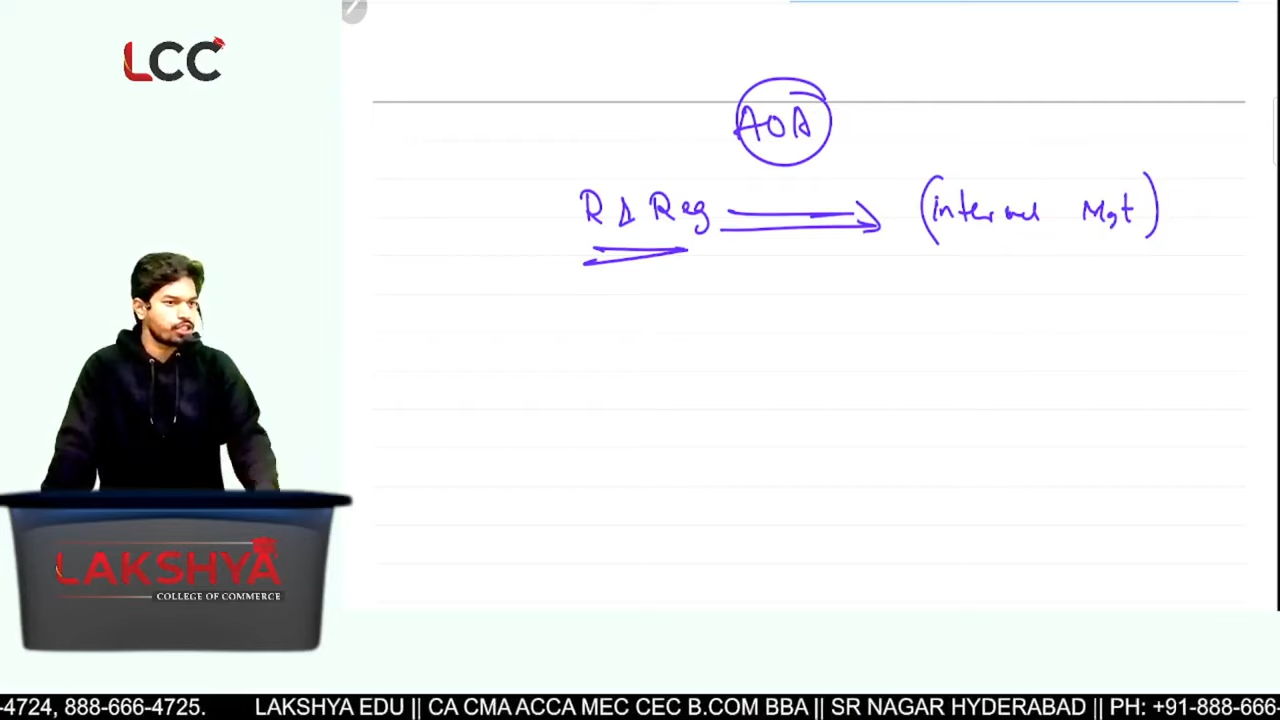 LCC
AOA
R & Reg (internal Mgt)
LAKSHYA
COLLEGE OF COMMERCE
-4724, 888-666-4725. LAKSHYA EDU || CA CMA ACCA MEC CEC B.COM BBA || SR NAGAR HYDERABAD || PH: +91-888-666-